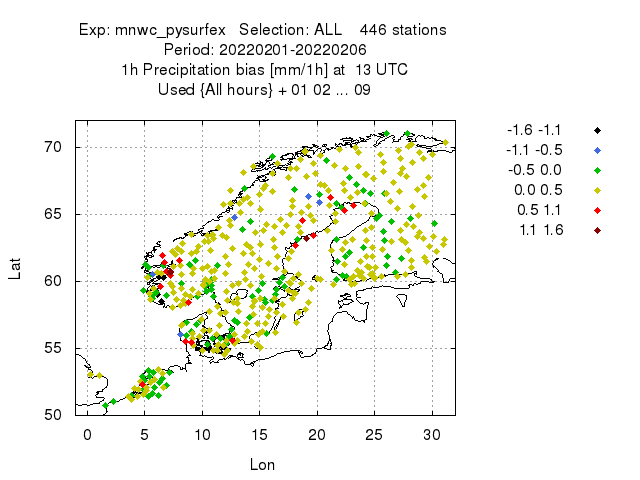 Exp: mnwc_pysurfex   Selection: ALL    446 stations
Period: 20220201-20220206
1h Precipitation bias [mm/1h] at  13 UTC
Used {All hours} + 01 02 ... 09
-1.6 -1.1
-1.1 -0.5
-0.5 0.0
0.0 0.5
0.5 1.1
1.1 1.6
70
65
60
55
50
Lat
0 5 10 15 20 25 30
Lon